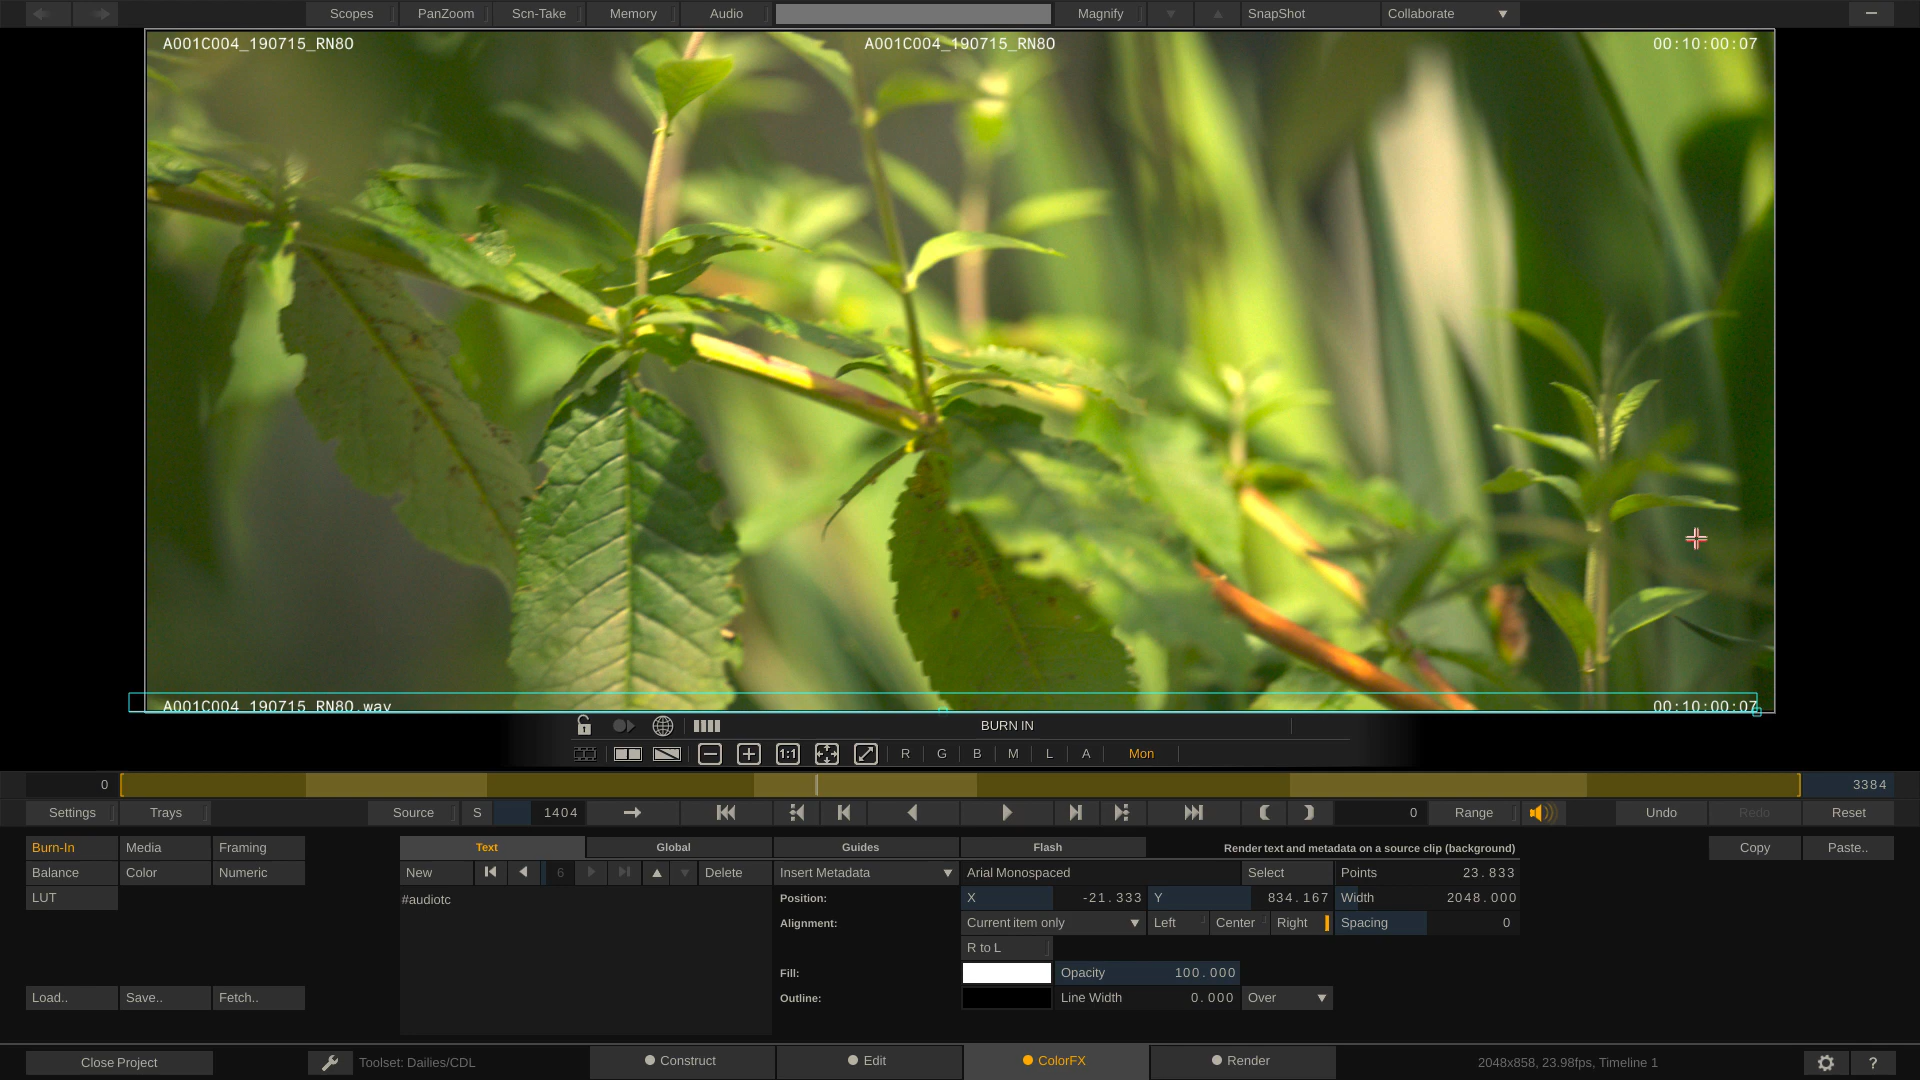 Scopes PanZoom Scn-Take Memory Audio Magnify SnapShot Collaborate
A001C004_190715_RN8O A001C004_190715_RN8O 00:10:00:07
A001C004_190715_RN8O.wav 00:10:00:07
BURN IN
1:1 R G B M L A Mon
0 3384
Settings Trays Source S 1404 0 Range Undo Redo Reset
Burn-In Media Framing Text Global Guides Flash Render text and metadata on a source clip (background) Copy Paste..
Balance Color Numeric New 6 Delete Insert Metadata Arial Monospaced Select Points 23.833
LUT #audiotc Position: X -21.333 Y 834.167 Width 2048.000
Alignment: Current item only Left Center Right Spacing 0
R to L
Fill: Opacity 100.000
Load.. Save.. Fetch.. Outline: Line Width 0.000 Over
Close Project Toolset: Dailies/CDL Construct Edit ColorFX Render 2048x858, 23.98fps, Timeline 1 ?